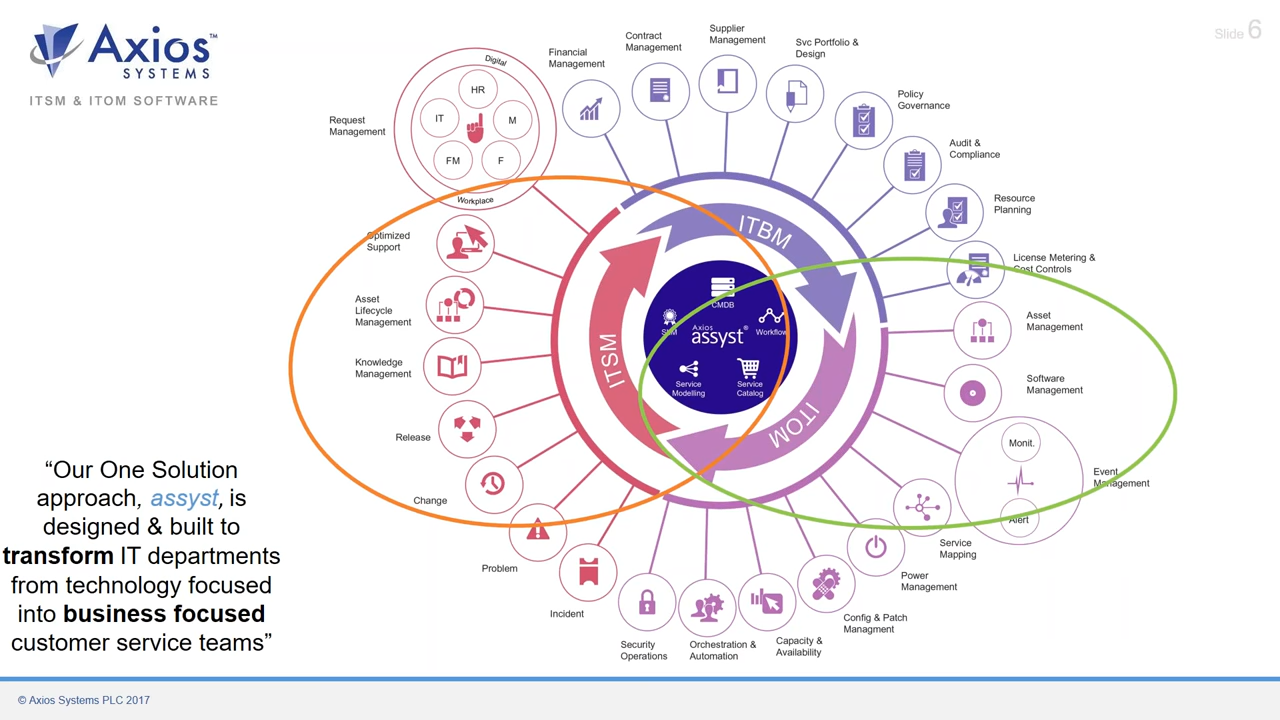 Axios™
SYSTEMS
ITSM & ITOM SOFTWARE
Slide 6
Digital
HR
IT
M
FM
F
Workplace
Request
Management
Financial
Management
Contract
Management
Supplier
Management
Svc Portfolio &
Design
Policy
Governance
Audit &
Compliance
Resource
Planning
License Metering &
Cost Controls
Asset
Management
Software
Management
Monit.
Event
Management
Alert
Service
Mapping
Power
Management
Config & Patch
Managment
Capacity &
Availability
Orchestration &
Automation
Security
Operations
Incident
Problem
Change
Release
Knowledge
Management
Asset
Lifecycle
Management
Optimized
Support
ITBM
ITOM
ITSM
CMDB
SLM
Workflow
Axios
assyst®
Service
Modelling
Service
Catalog
“Our One Solution
approach, assyst, is
designed & built to
transform IT departments
from technology focused
into business focused
customer service teams”
© Axios Systems PLC 2017